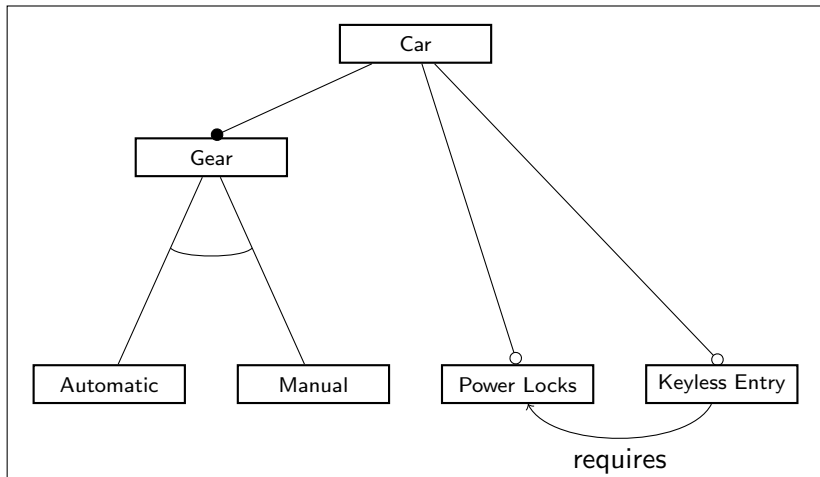 Car
Gear
Automatic
Manual
Power Locks
Keyless Entry
requires